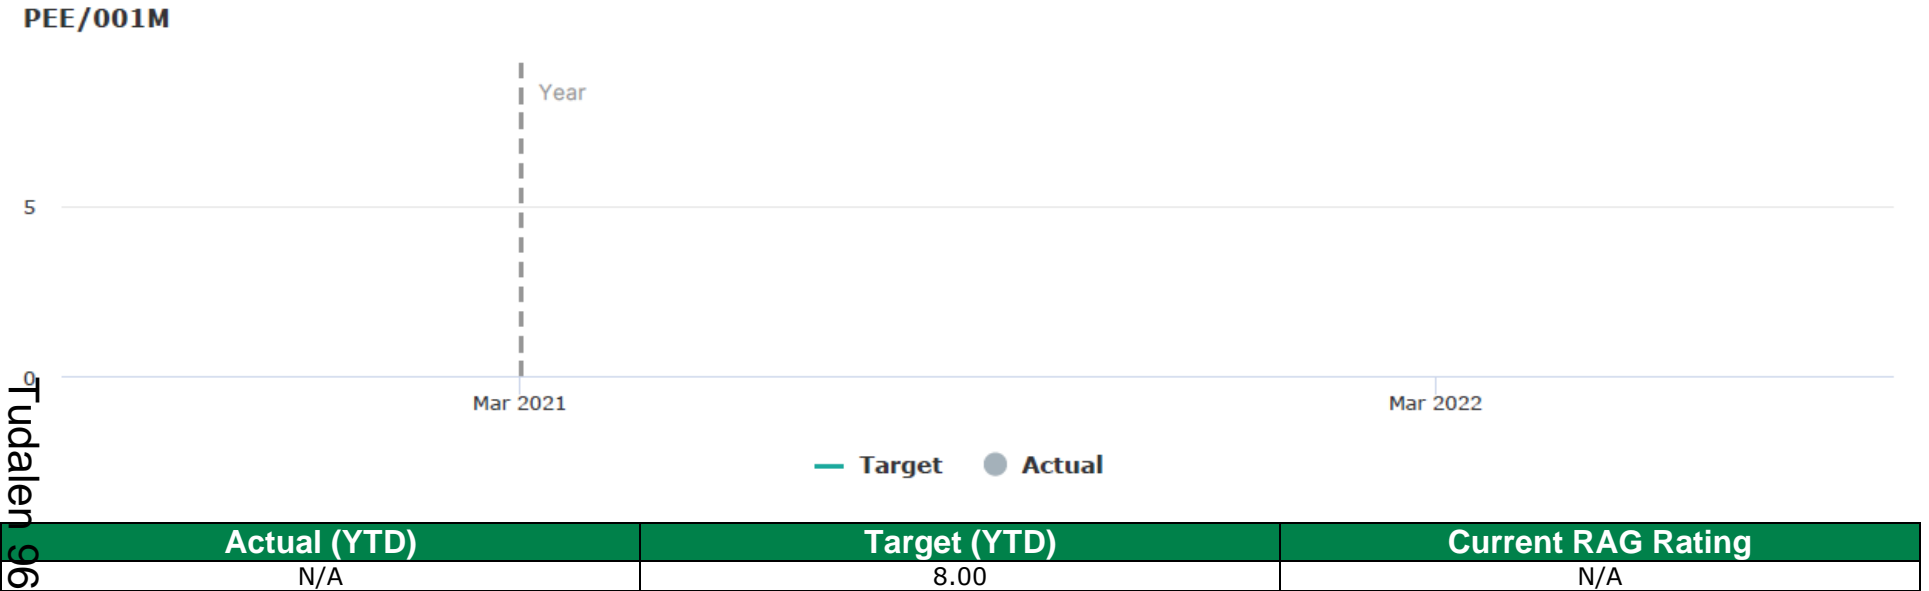 PEE/001M
Year
5
0
Mar 2021 Mar 2022
Target Actual
Tudalen 96
Actual (YTD) Target (YTD) Current RAG Rating
N/A 8.00 N/A